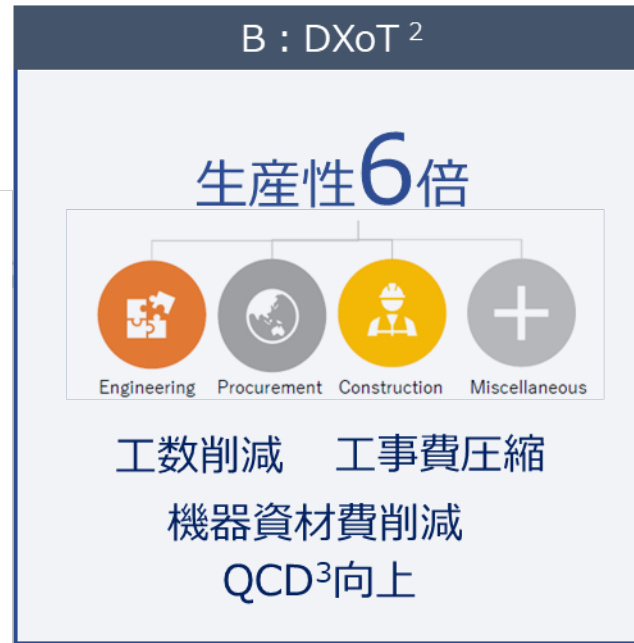 B : DXoT 2
生産性6倍
Engineering Procurement Construction Miscellaneous
工数削減 工事費圧縮
機器資材費削減
QCD3向上